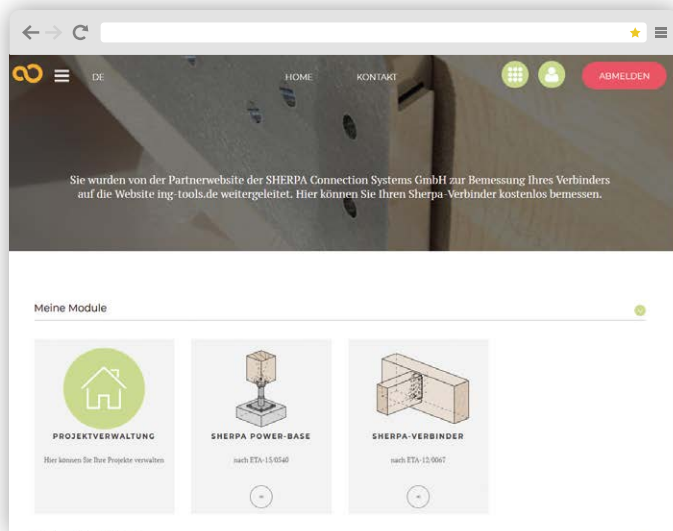 DE
HOME
KONTAKT
ABMELDEN
Sie wurden von der Partnerwebsite der SHERPA Connection Systems GmbH zur Bemessung Ihres Verbinders
auf die Website ing-tools.de weitergeleitet. Hier können Sie Ihren Sherpa-Verbinder kostenlos bemessen.
Meine Module
PROJEKTVERWALTUNG
Hier können Sie Ihre Projekte verwalten
SHERPA POWER-BASE
nach ETA-15/0540
SHERPA-VERBINDER
nach ETA-12/0067